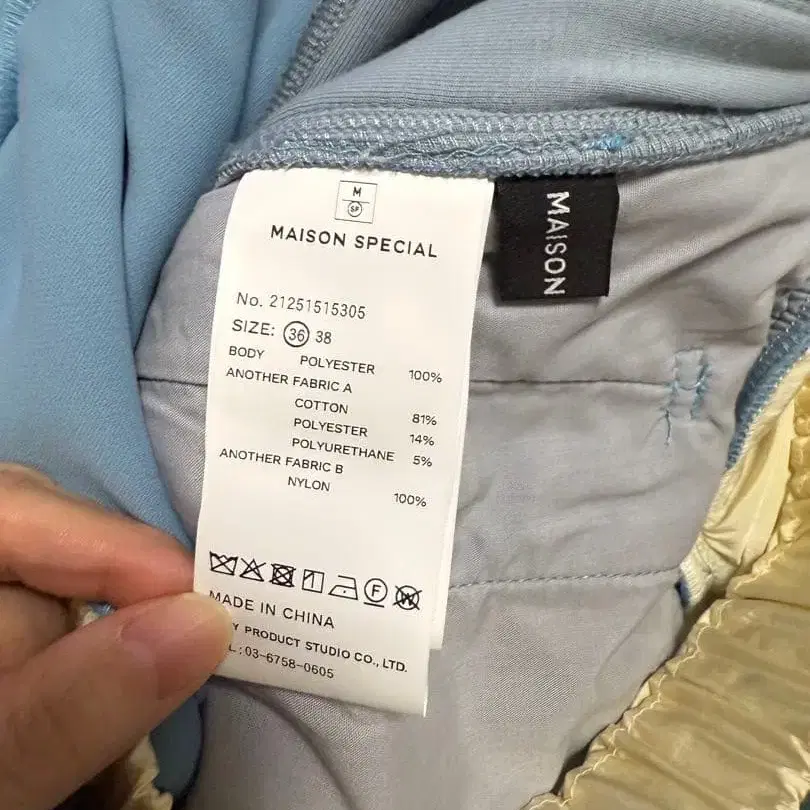 M
SP
MAISON SPECIAL
No. 21251515305
SIZE: 36 38
BODY POLYESTER 100%
ANOTHER FABRIC A
COTTON 81%
POLYESTER 14%
POLYURETHANE 5%
ANOTHER FABRIC B
NYLON 100%
F
W
MADE IN CHINA
PRODUCT STUDIO CO., LTD.
:03-6758-0605
MAISON